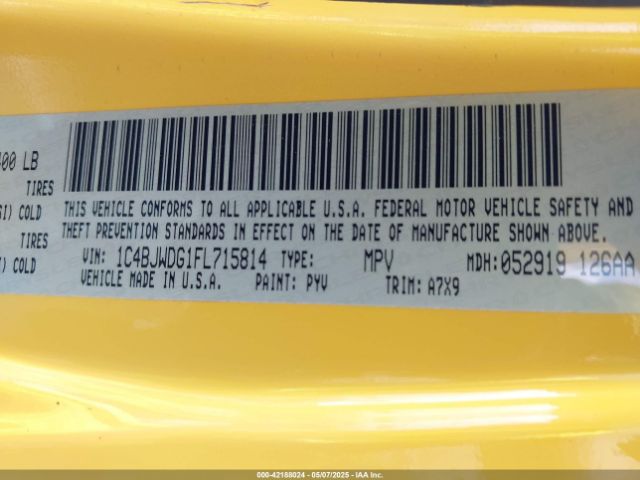 400 LB
TIRES
SI) COLD
TIRES
) COLD
THIS VEHICLE CONFORMS TO ALL APPLICABLE U.S.A. FEDERAL MOTOR VEHICLE SAFETY AND
THEFT PREVENTION STANDARDS IN EFFECT ON THE DATE OF MANUFACTURE SHOWN ABOVE.
VIN: 1C4BJWDG1FL715814 TYPE: MPV MDH: 052919 126AA
VEHICLE MADE IN U.S.A. PAINT: PYV TRIM: A7X9
000-42188024 - 05/07/2025 - IAA Inc.